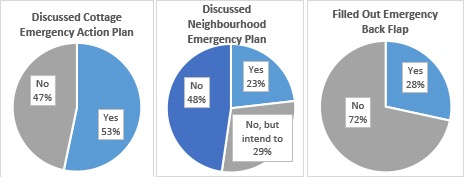 Discussed Cottage
Emergency Action Plan
No
47%
Yes
53%
Discussed
Neighbourhood
Emergency Plan
No
48%
Yes
23%
No, but
intend to
29%
Filled Out Emergency
Back Flap
Yes
28%
No
72%